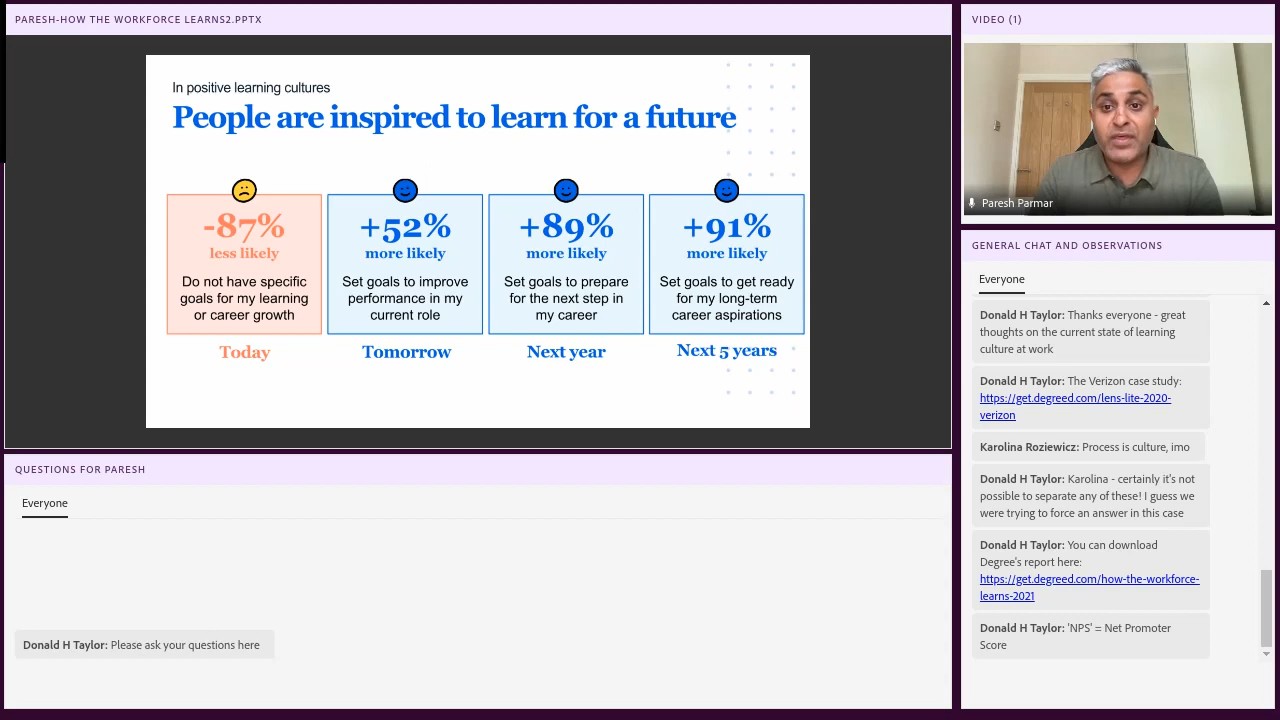 PARESH-HOW THE WORKFORCE LEARNS2.PPTX
In positive learning cultures
People are inspired to learn for a future
-87%
less likely
Do not have specific
goals for my learning
or career growth
Today
+52%
more likely
Set goals to improve
performance in my
current role
Tomorrow
+89%
more likely
Set goals to prepare
for the next step in
my career
Next year
+91%
more likely
Set goals to get ready
for my long-term
career aspirations
Next 5 years
QUESTIONS FOR PARESH
Everyone
Donald H Taylor: Please ask your questions here
VIDEO (1)
Paresh Parmar
GENERAL CHAT AND OBSERVATIONS
Everyone
Donald H Taylor: Thanks everyone - great
thoughts on the current state of learning
culture at work
Donald H Taylor: The Verizon case study:
https://get.degreed.com/lens-lite-2020-
verizon
Karolina Roziewicz: Process is culture, imo
Donald H Taylor: Karolina - certainly it's not
possible to separate any of these! I guess we
were trying to force an answer in this case
Donald H Taylor: You can download
Degree's report here:
https://get.degreed.com/how-the-workforce-
learns-2021
Donald H Taylor: 'NPS' = Net Promoter
Score